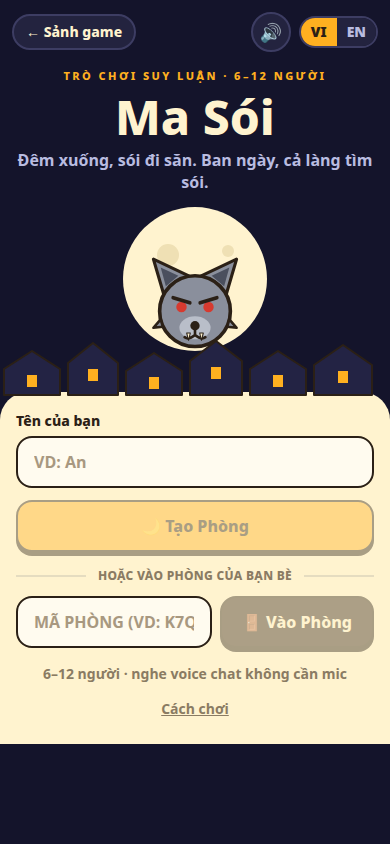 ← Sảnh game
VI EN
TRÒ CHƠI SUY LUẬN · 6–12 NGƯỜI
Ma Sói
Đêm xuống, sói đi săn. Ban ngày, cả làng tìm
sói.
Tên của bạn
VD: An
Tạo Phòng
HOẶC VÀO PHÒNG CỦA BẠN BÈ
MÃ PHÒNG (VD: K7Q
Vào Phòng
6–12 người · nghe voice chat không cần mic
Cách chơi